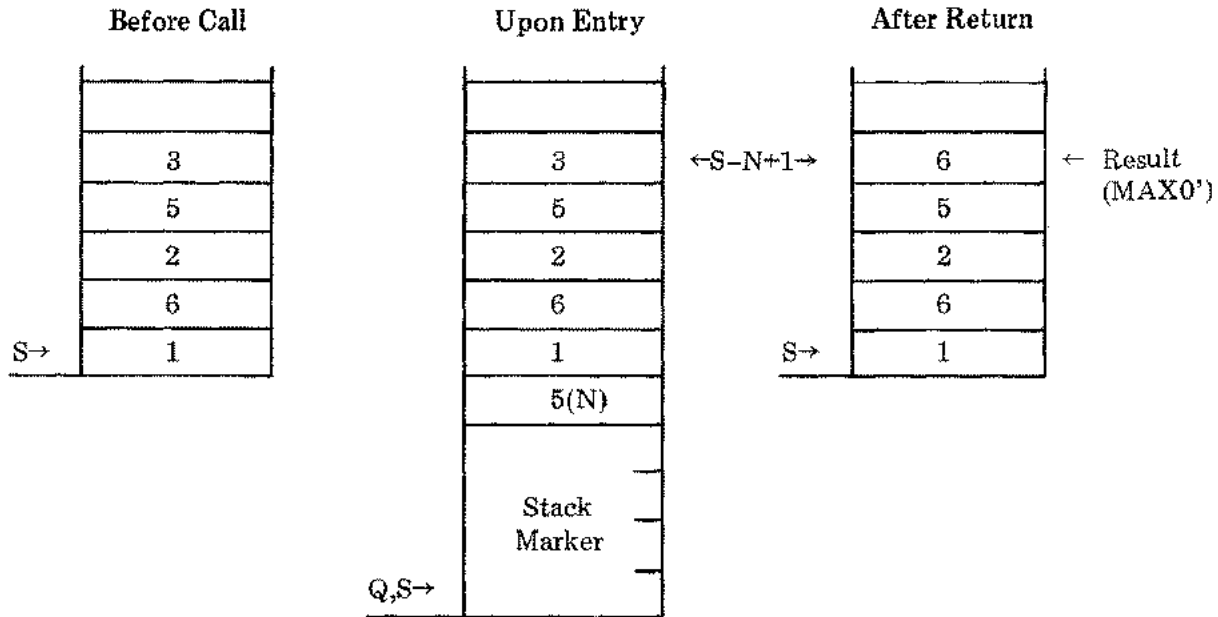 Before Call
Upon Entry
After Return
3
5
2
6
S→ 1
3
←S–N+1→
5
2
6
1
5(N)
Stack
Marker
Q,S→
6
← Result
(MAX0')
5
2
6
S→ 1